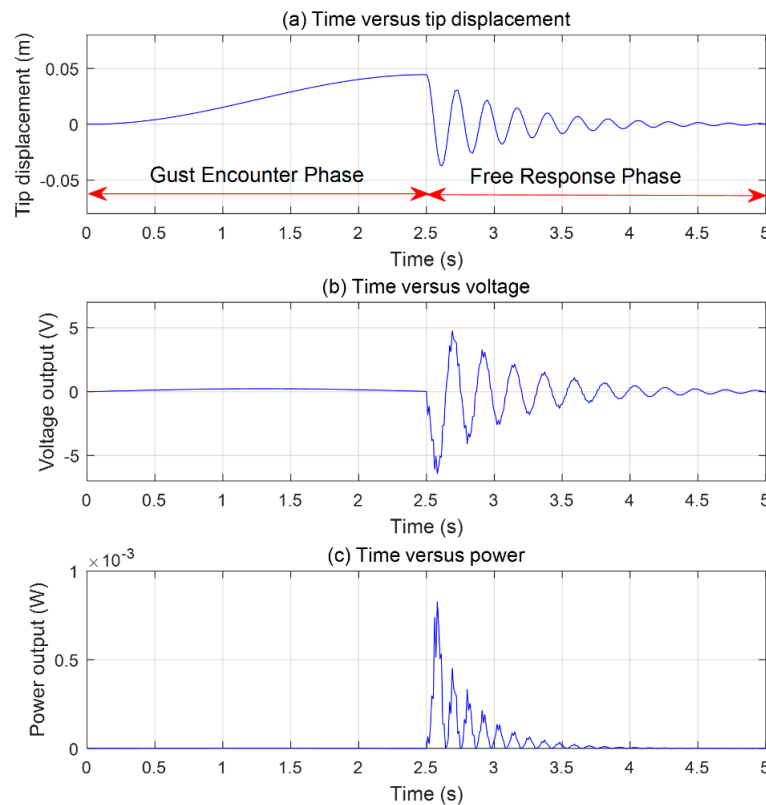 (a) Time versus tip displacement
Tip displacement (m)
0.05
0
-0.05
Gust Encounter Phase
Free Response Phase
0 0.5 1 1.5 2 2.5 3 3.5 4 4.5 5
Time (s)
(b) Time versus voltage
Voltage output (V)
5
0
-5
0 0.5 1 1.5 2 2.5 3 3.5 4 4.5 5
Time (s)
(c) Time versus power
×10⁻³
Power output (W)
1
0.5
0
0 0.5 1 1.5 2 2.5 3 3.5 4 4.5 5
Time (s)